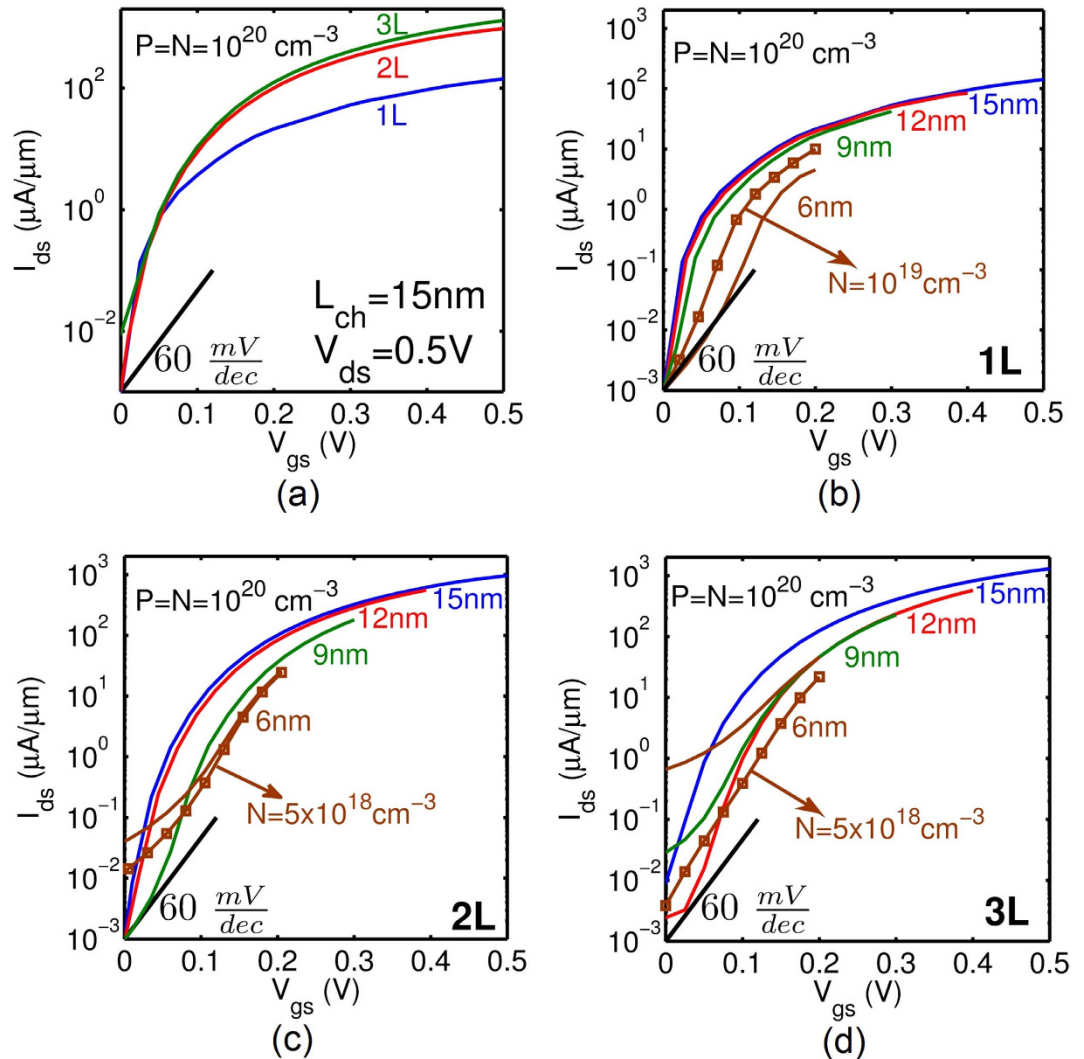 P=N=10^20 cm^-3
3L
2L
1L
10^2
10^0
10^-2
I_ds (μA/μm)
60 mV/dec
L_ch=15nm
V_ds=0.5V
0 0.1 0.2 0.3 0.4 0.5
V_gs (V)
(a)
P=N=10^20 cm^-3
10^3
10^2
10^1
10^0
10^-1
10^-2
10^-3
I_ds (μA/μm)
15nm
12nm
9nm
6nm
N=10^19cm^-3
60 mV/dec
1L
0 0.1 0.2 0.3 0.4 0.5
V_gs (V)
(b)
P=N=10^20 cm^-3
10^3
10^2
10^1
10^0
10^-1
10^-2
10^-3
I_ds (μA/μm)
15nm
12nm
9nm
6nm
N=5x10^18cm^-3
60 mV/dec
2L
0 0.1 0.2 0.3 0.4 0.5
V_gs (V)
(c)
P=N=10^20 cm^-3
10^3
10^2
10^1
10^0
10^-1
10^-2
10^-3
I_ds (μA/μm)
15nm
12nm
9nm
6nm
N=5x10^18cm^-3
60 mV/dec
3L
0 0.1 0.2 0.3 0.4 0.5
V_gs (V)
(d)